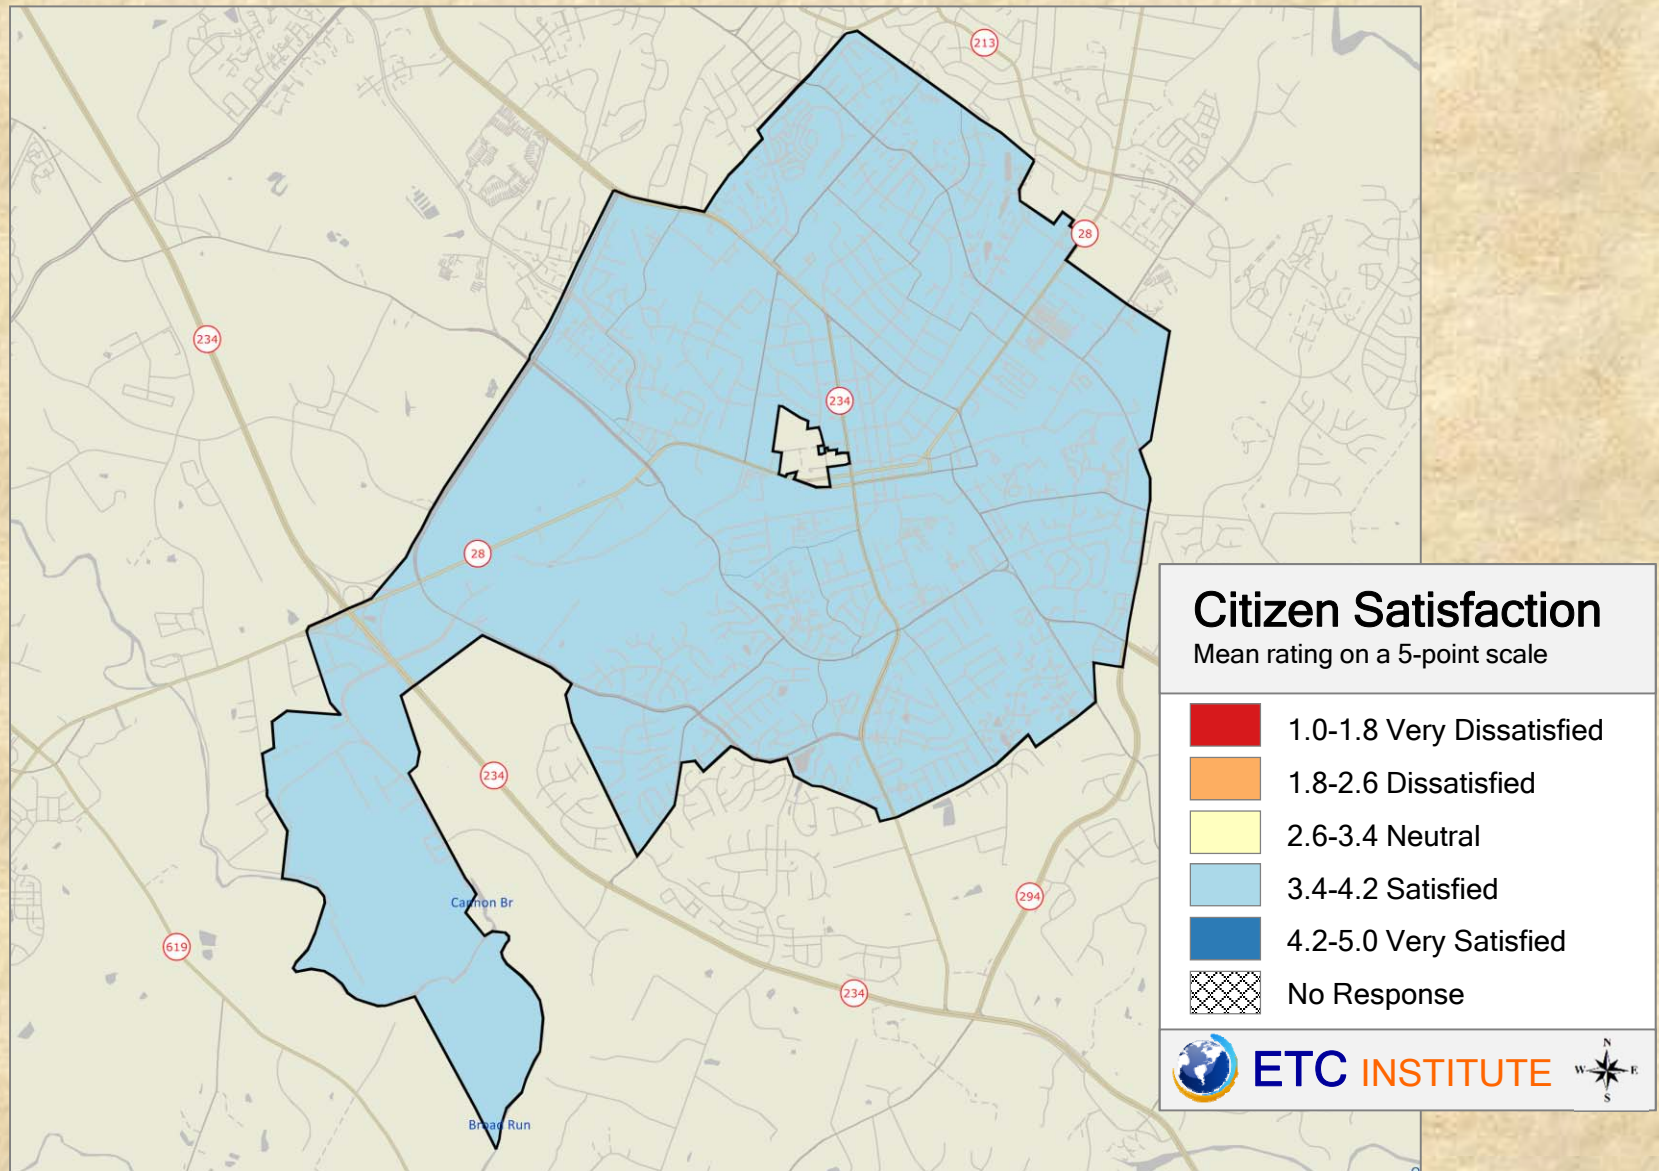 213
28
234
234
28
234
Cannon Br
294
619
234
Broad Run
Citizen Satisfaction
Mean rating on a 5-point scale
1.0-1.8 Very Dissatisfied
1.8-2.6 Dissatisfied
2.6-3.4 Neutral
3.4-4.2 Satisfied
4.2-5.0 Very Satisfied
No Response
ETC INSTITUTE
N
W E
S